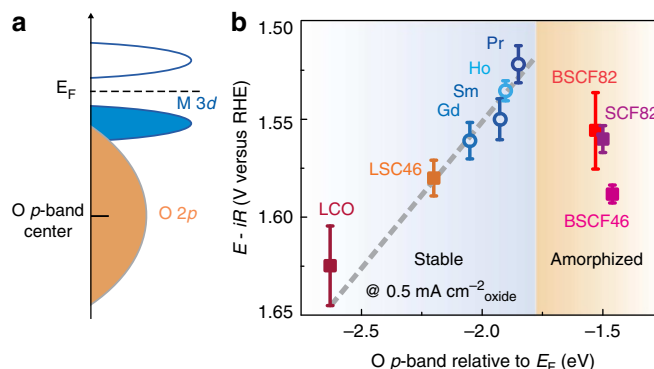 a
E_F
M 3d
O 2p
O p-band
center
b
1.50
1.55
1.60
1.65
E - iR (V versus RHE)
Pr
Ho
Sm
Gd
LSC46
LCO
BSCF82
SCF82
BSCF46
Stable
Amorphized
@ 0.5 mA cm⁻²oxide
−2.5
−2.0
−1.5
O p-band relative to E_F (eV)